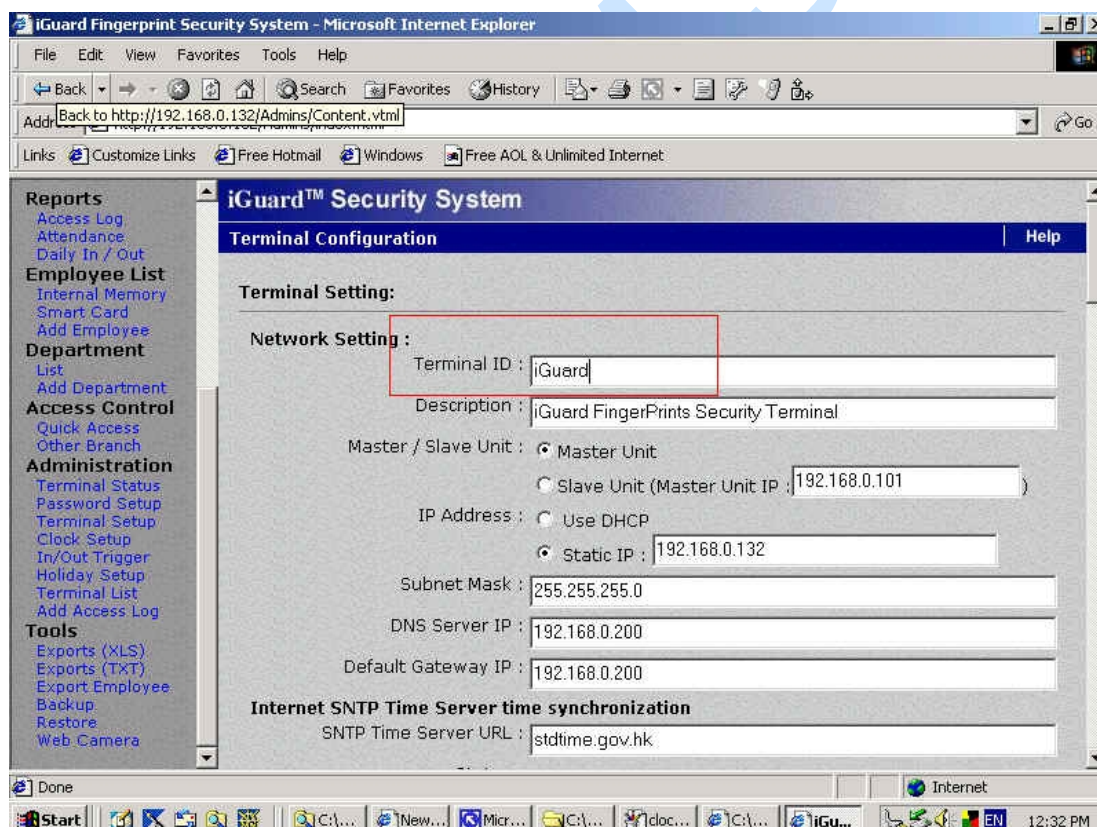 iGuard Fingerprint Security System - Microsoft Internet Explorer
File Edit View Favorites Tools Help
Back Search Favorites History
Back to http://192.168.0.132/Admins/Content.vtml
Links Customize Links Free Hotmail Windows Free AOL & Unlimited Internet
Go
Reports
Access Log
Attendance
Daily In / Out
Employee List
Internal Memory
Smart Card
Add Employee
Department
List
Add Department
Access Control
Quick Access
Other Branch
Administration
Terminal Status
Password Setup
Terminal Setup
Clock Setup
In/Out Trigger
Holiday Setup
Terminal List
Add Access Log
Tools
Exports (XLS)
Exports (TXT)
Export Employee
Backup
Restore
Web Camera
iGuard™ Security System
Terminal Configuration Help
Terminal Setting:
Network Setting :
Terminal ID : iGuard
Description : iGuard FingerPrints Security Terminal
Master / Slave Unit : Master Unit
Slave Unit (Master Unit IP : 192.168.0.101 )
IP Address : Use DHCP
Static IP : 192.168.0.132
Subnet Mask : 255.255.255.0
DNS Server IP : 192.168.0.200
Default Gateway IP : 192.168.0.200
Internet SNTP Time Server time synchronization
SNTP Time Server URL : stdtime.gov.hk
Done Internet
Start C:\... New... Micr... C:\... doc... C:\... iGu... EN 12:32 PM